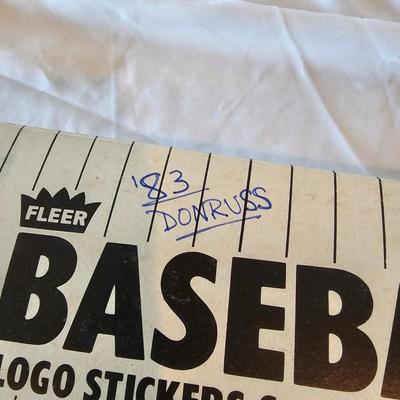 '83
DONRUSS
FLEER
BASEB
LOGO STICKERS